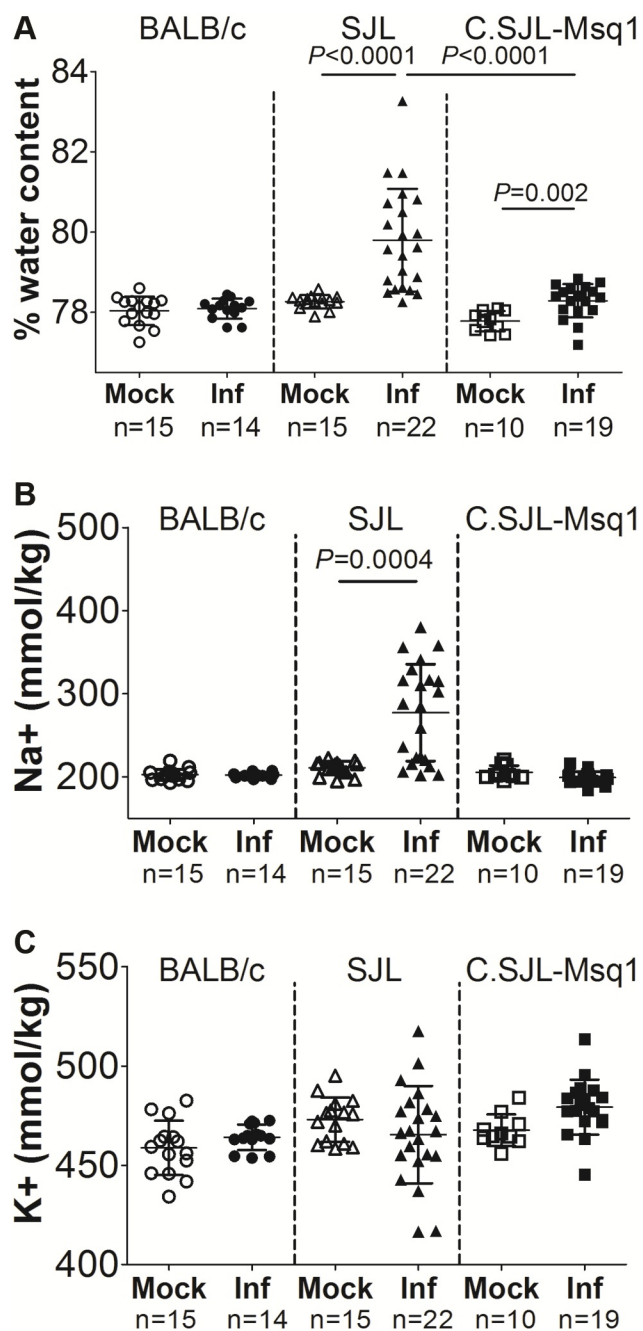 A
BALB/c SJL C.SJL-Msq1
P<0.0001 P<0.0001
84
82
P=0.002
80
78
% water content
Mock Inf Mock Inf Mock Inf
n=15 n=14 n=15 n=22 n=10 n=19
B
500
BALB/c SJL C.SJL-Msq1
P=0.0004
400
300
200
Na+ (mmol/kg)
Mock Inf Mock Inf Mock Inf
n=15 n=14 n=15 n=22 n=10 n=19
C
550
BALB/c SJL C.SJL-Msq1
500
450
400
K+ (mmol/kg)
Mock Inf Mock Inf Mock Inf
n=15 n=14 n=15 n=22 n=10 n=19